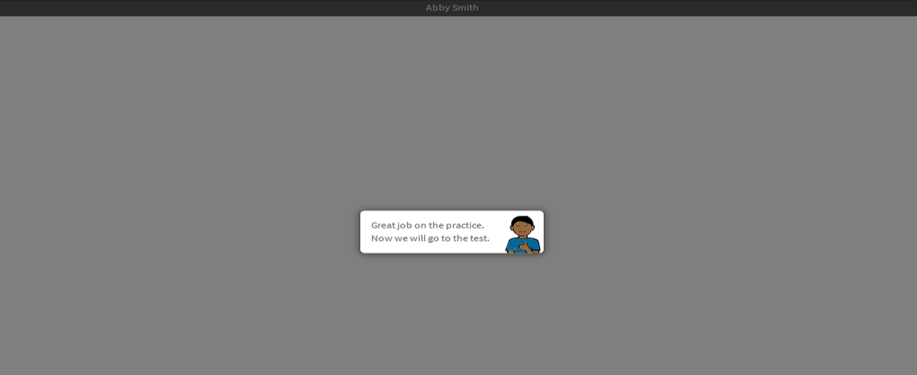 Abby Smith
Great job on the practice.
Now we will go to the test.